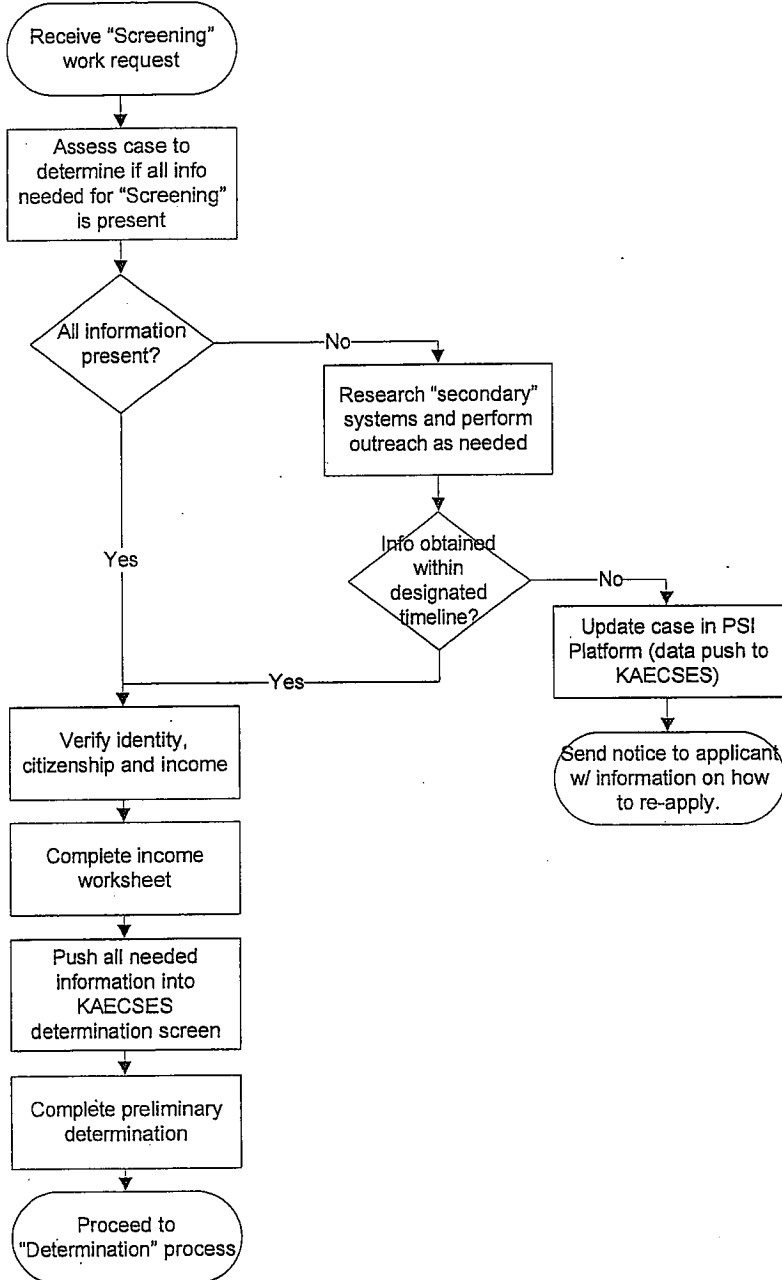 Receive “Screening”
work request
Assess case to
determine if all info
needed for “Screening”
is present
All information
present?
No
Research “secondary”
systems and perform
outreach as needed
Yes
Info obtained
within
designated
timeline?
No
Update case in PSI
Platform (data push to
KAECSES)
Yes
Send notice to applicant
w/ information on how
to re-apply.
Verify identity,
citizenship and income
Complete income
worksheet
Push all needed
information into
KAECSES
determination screen
Complete preliminary
determination
Proceed to
“Determination” process